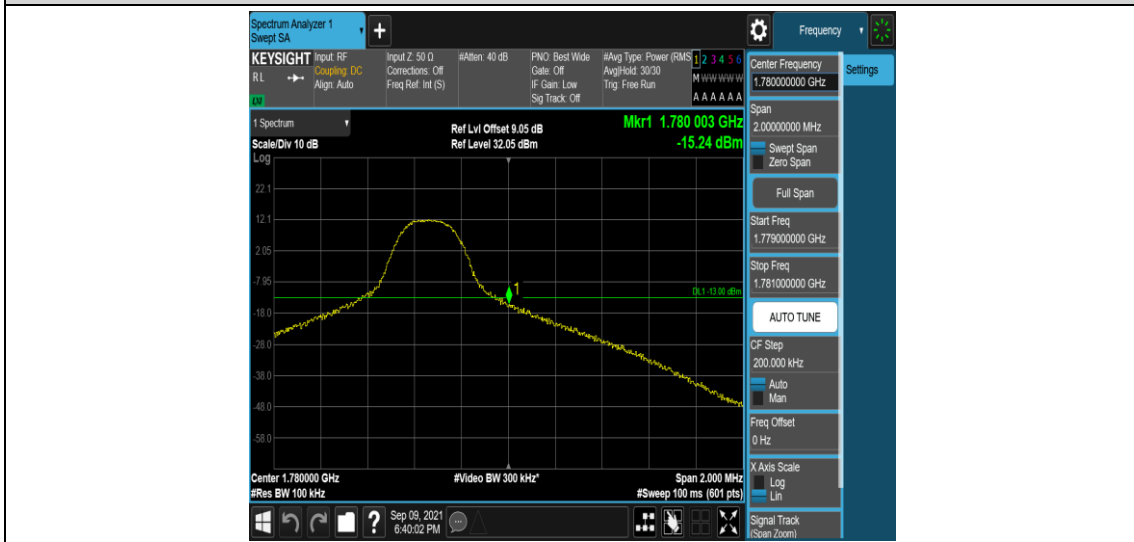 Spectrum Analyzer 1
Swept SA
+
Frequency
KEYSIGHT
RL
LXI
Input: RF
Coupling: DC
Align: Auto
Input Z: 50 Ω
Corrections: Off
Freq Ref: Int (S)
#Atten: 40 dB
PNO: Best Wide
Gate: Off
IF Gain: Low
Sig Track: Off
#Avg Type: Power (RMS
Avg|Hold: 30/30
Trig: Free Run
1 2 3 4 5 6
M W W W W W
A A A A A A
1 Spectrum
Scale/Div 10 dB
Log
Ref Lvl Offset 9.05 dB
Ref Level 32.05 dBm
Mkr1 1.780 003 GHz
-15.24 dBm
22.1
12.1
2.05
-7.95
-18.0
-28.0
-38.0
-48.0
-58.0
1
DL1 -13.00 dBm
Center 1.780000 GHz
#Res BW 100 kHz
#Video BW 300 kHz*
Span 2.000 MHz
#Sweep 100 ms (601 pts)
Center Frequency
1.780000000 GHz
Settings
Span
2.00000000 MHz
Swept Span
Zero Span
Full Span
Start Freq
1.779000000 GHz
Stop Freq
1.781000000 GHz
AUTO TUNE
CF Step
200.000 kHz
Auto
Man
Freq Offset
0 Hz
X Axis Scale
Log
Lin
Signal Track
(Span Zoom)
?
Sep 09, 2021
6:40:02 PM